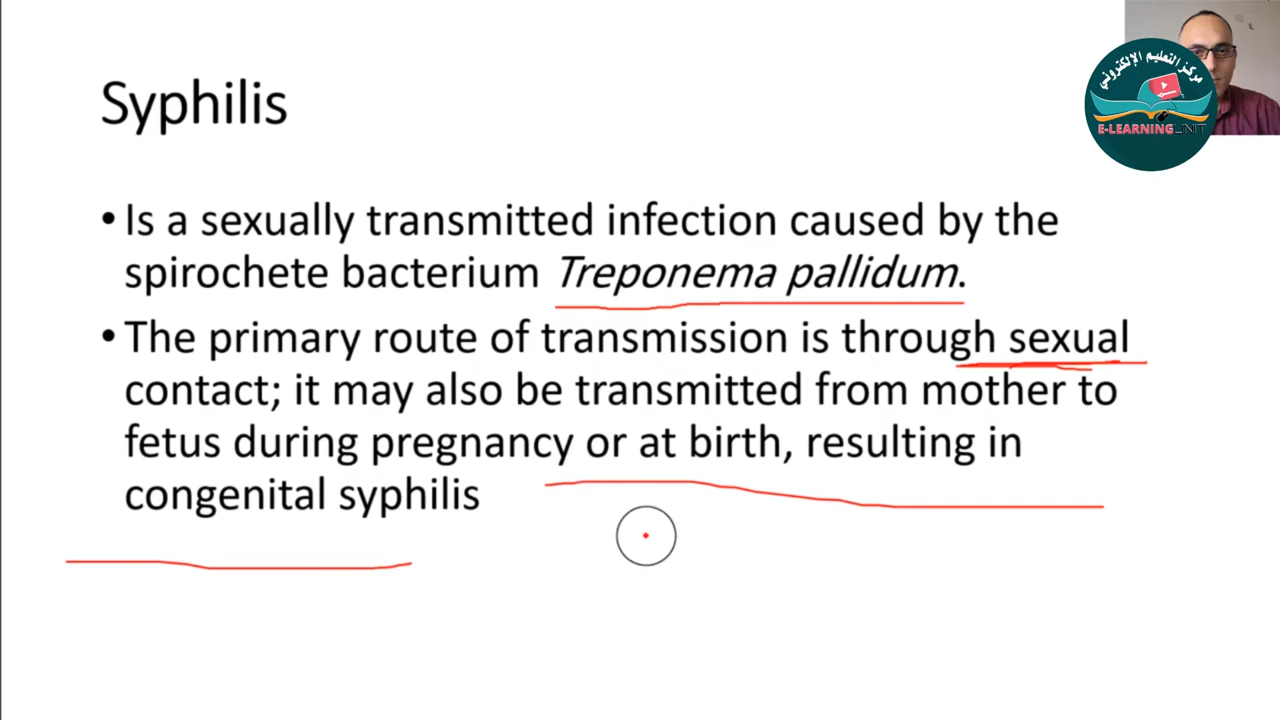 مركز التعليم الإلكتروني
E-LEARNING UNIT
Syphilis
• Is a sexually transmitted infection caused by the
spirochete bacterium Treponema pallidum.
• The primary route of transmission is through sexual
contact; it may also be transmitted from mother to
fetus during pregnancy or at birth, resulting in
congenital syphilis